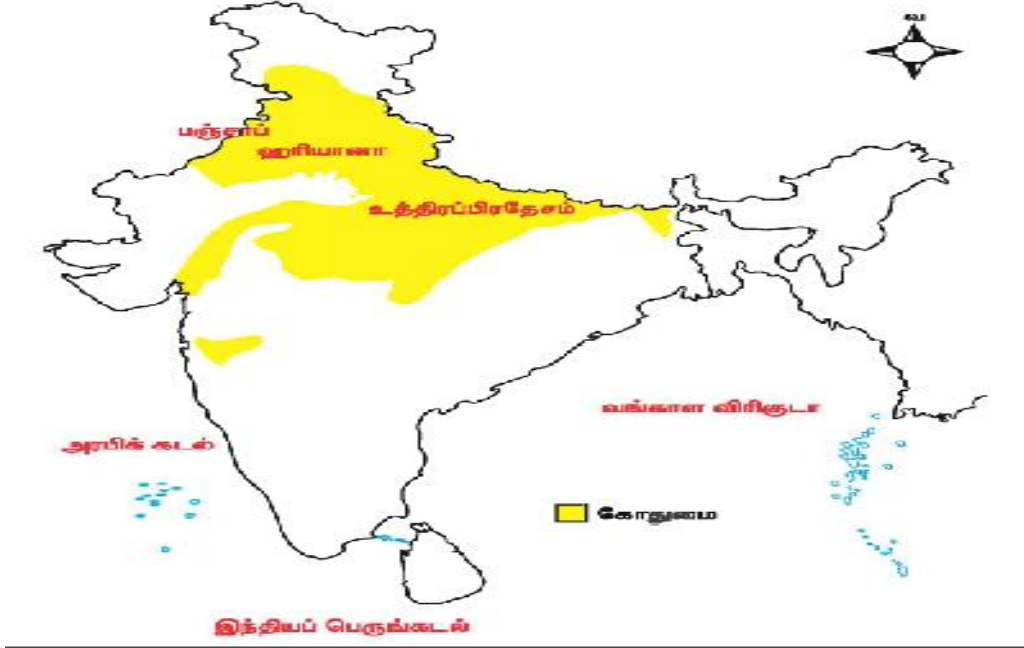 வ
பஞ்சாப்
ஹரியானா
உத்திரப்பிரதேசம்
வங்காள விரிகுடா
அரபிக் கடல்
கோதுமை
இந்தியப் பெருங்கடல்